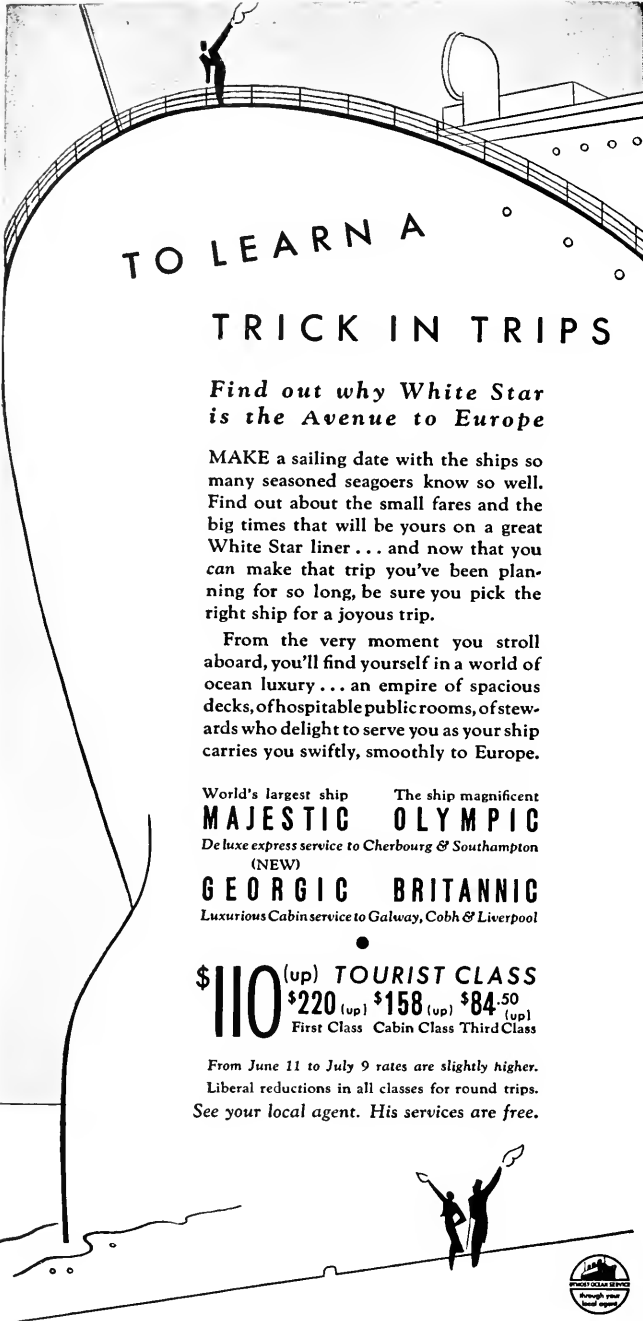 TO LEARN A
TRICK IN TRIPS
Find out why White Star
is the Avenue to Europe
MAKE a sailing date with the ships so
many seasoned seagoers know so well.
Find out about the small fares and the
big times that will be yours on a great
White Star liner . . . and now that you
can make that trip you've been plan-
ning for so long, be sure you pick the
right ship for a joyous trip.
From the very moment you stroll
aboard, you'll find yourself in a world of
ocean luxury . . . an empire of spacious
decks, of hospitable public rooms, of stew-
ards who delight to serve you as your ship
carries you swiftly, smoothly to Europe.
World's largest ship The ship magnificent
MAJESTIC OLYMPIC
De luxe express service to Cherbourg & Southampton
(NEW)
GEORGIC BRITANNIC
Luxurious Cabin service to Galway, Cobh & Liverpool
$110 (up) TOURIST CLASS
$220 (up) $158 (up) $84.50 (up)
First Class Cabin Class Third Class
From June 11 to July 9 rates are slightly higher.
Liberal reductions in all classes for round trips.
See your local agent. His services are free.
UTMOST OCEAN SERVICE
through your
local agent